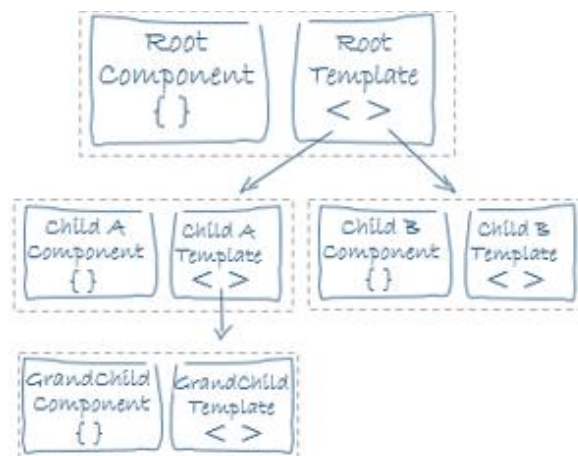 Root
Component
{ }
Root
Template
< >
Child A
Component
{ }
Child A
Template
< >
Child B
Component
{ }
Child B
Template
< >
GrandChild
Component
{ }
GrandChild
Template
< >